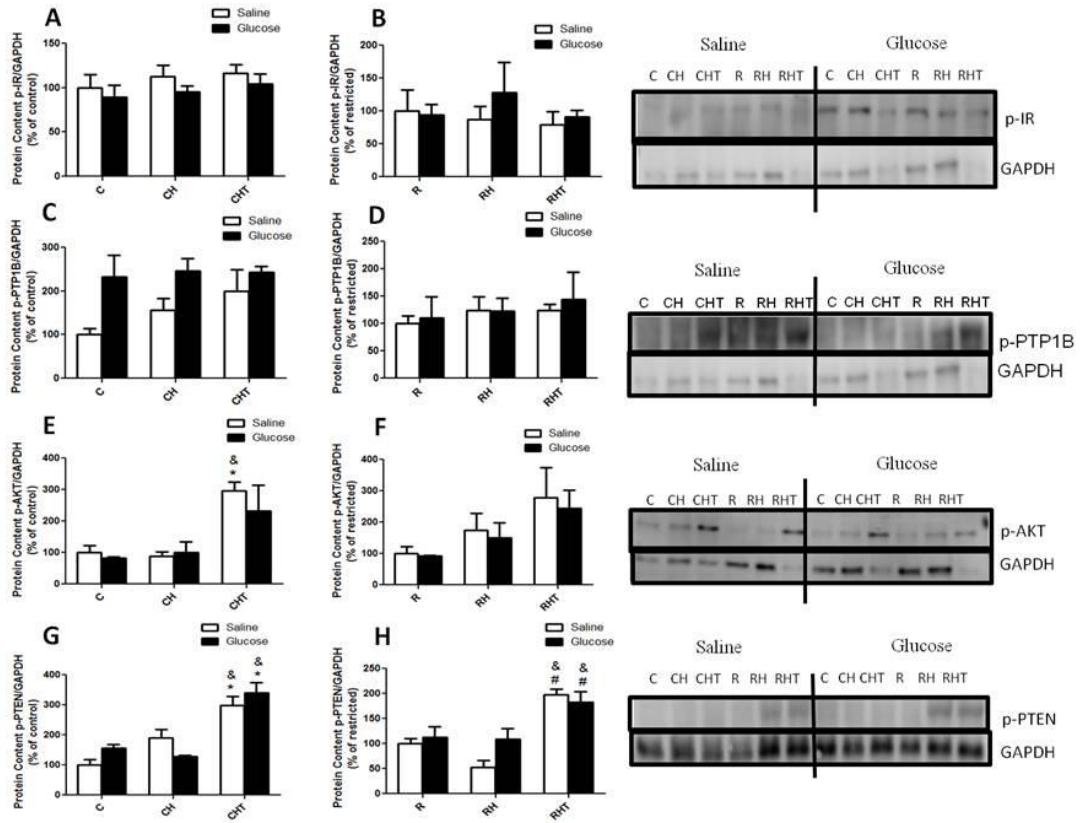 A
Saline
Glucose
Protein Content p-IR/GAPDH
(% of control)
150
100
50
0
C
CH
CHT
B
Saline
Glucose
Protein Content p-IR/GAPDH
(% of restricted)
200
150
100
50
0
R
RH
RHT
Saline
Glucose
C CH CHT R RH RHT C CH CHT R RH RHT
p-IR
GAPDH
C
Saline
Glucose
Protein Content p-PTP1B/GAPDH
(% of control)
300
200
100
0
C
CH
CHT
D
Saline
Glucose
Protein Content p-PTP1B/GAPDH
(% of restricted)
250
200
150
100
50
0
R
RH
RHT
Saline
Glucose
C CH CHT R RH RHT C CH CHT R RH RHT
p-PTP1B
GAPDH
E
Saline
Glucose
Protein Content p-AKT/GAPDH
(% of control)
400
300
200
100
0
&
*
C
CH
CHT
F
Saline
Glucose
Protein Content p-AKT/GAPDH
(% of restricted)
400
300
200
100
0
R
RH
RHT
Saline
Glucose
C CH CHT R RH RHT C CH CHT R RH RHT
p-AKT
GAPDH
G
Saline
Glucose
Protein Content p-PTEN/GAPDH
(% of control)
400
300
200
100
0
& &
* *
C
CH
CHT
H
Saline
Glucose
Protein Content p-PTEN/GAPDH
(% of restricted)
250
200
150
100
50
0
& &
# #
R
RH
RHT
Saline
Glucose
C CH CHT R RH RHT C CH CHT R RH RHT
p-PTEN
GAPDH